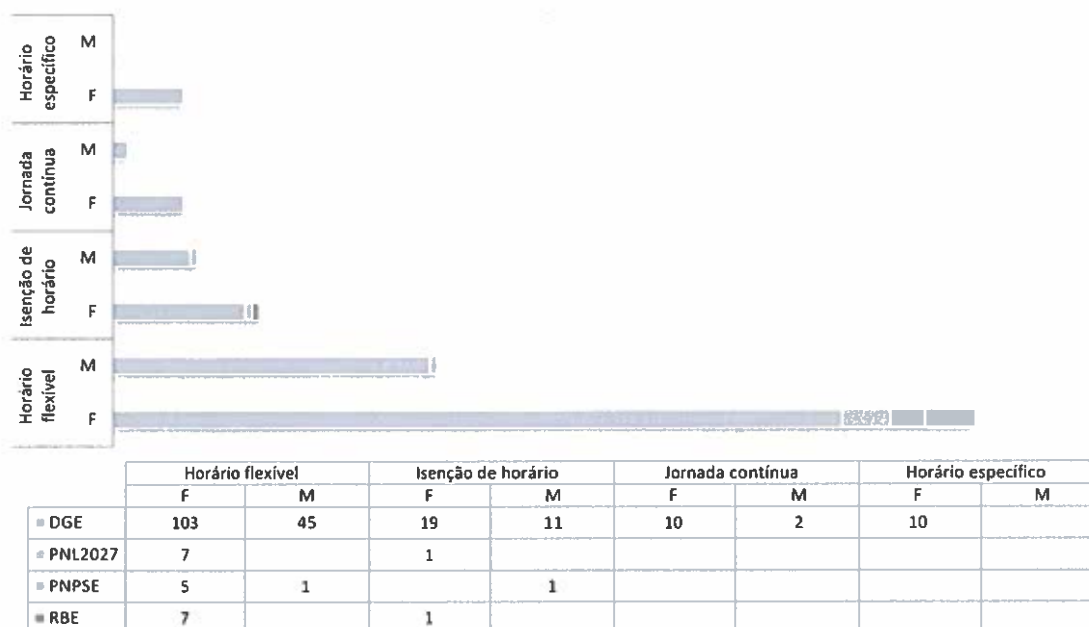 Horário específico
M
F
Jornada contínua
M
F
Isenção de horário
M
F
Horário flexível
M
F
Horário flexível Isenção de horário Jornada contínua Horário específico
F M F M F M F M
DGE 103 45 19 11 10 2 10
PNL2027 7 1
PNPSE 5 1 1
RBE 7 1